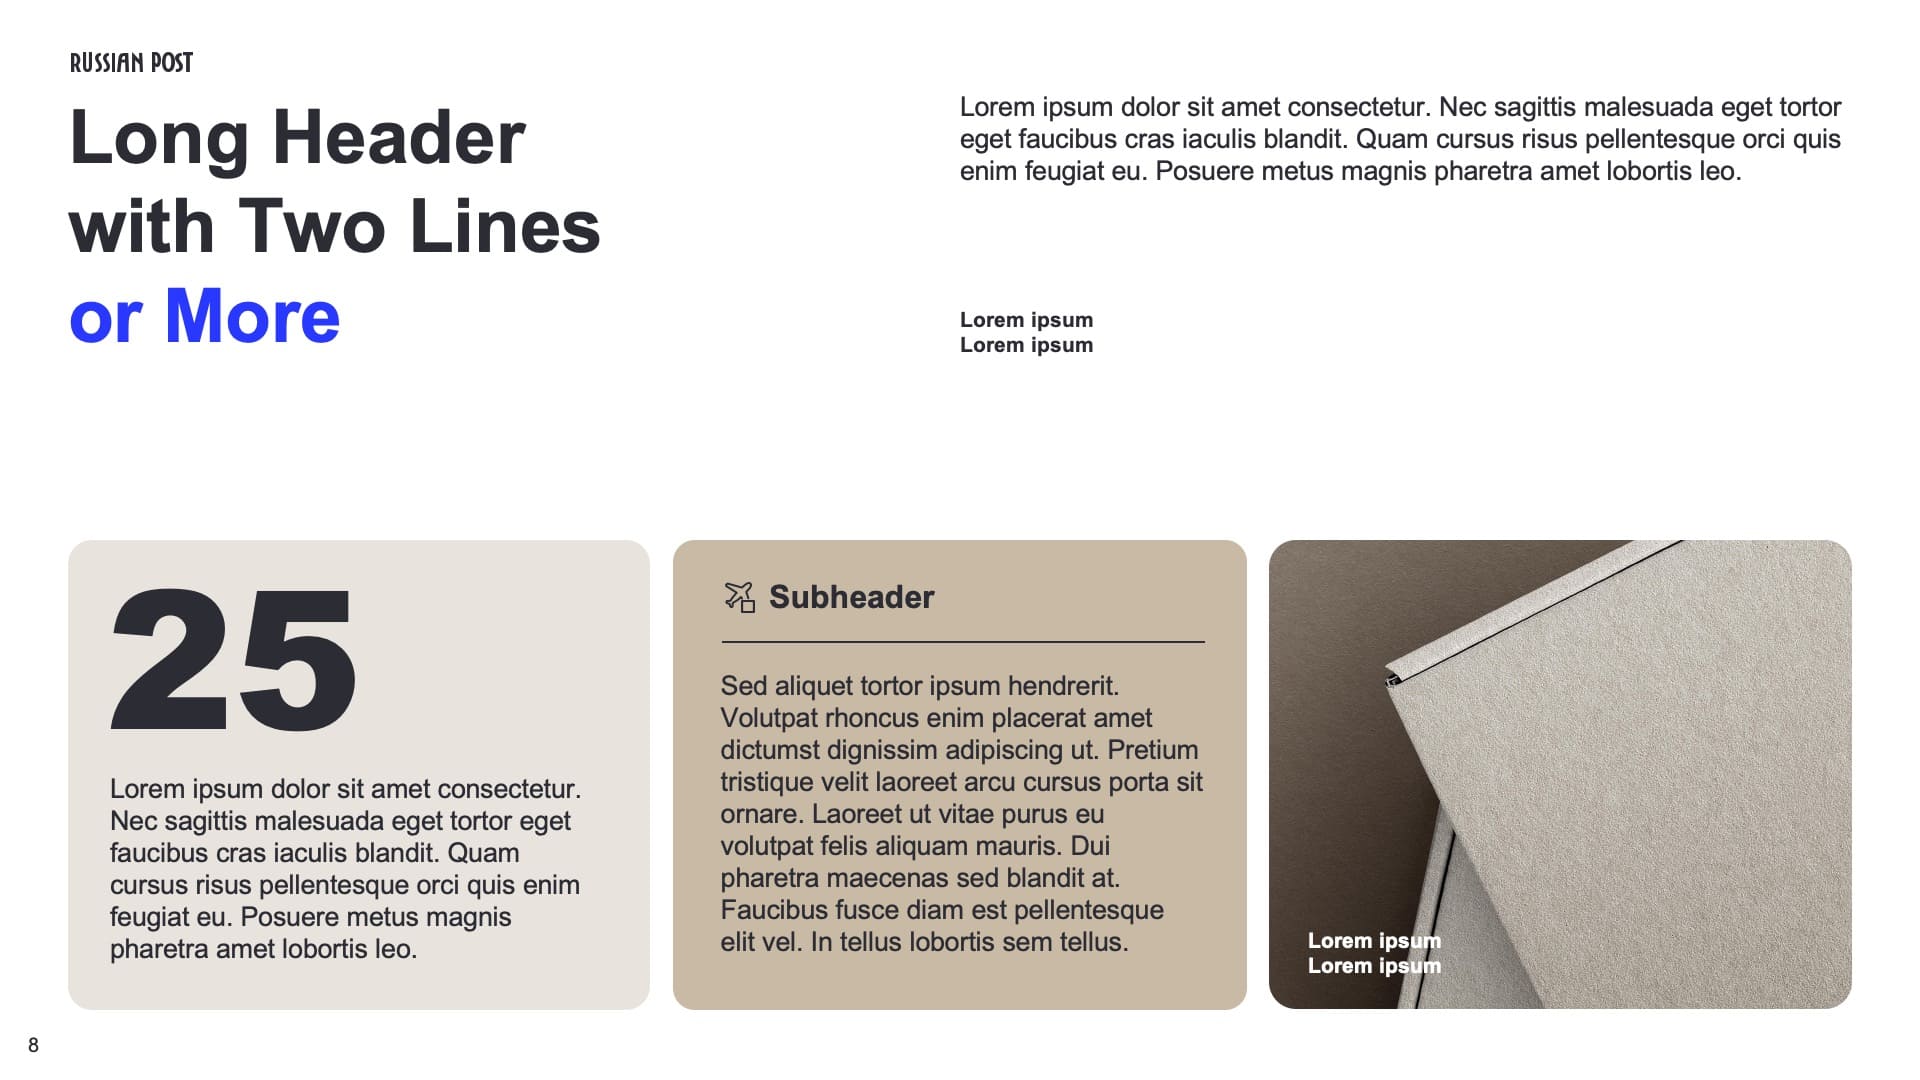 RUSSIAN POST
Long Header
with Two Lines
or More
Lorem ipsum dolor sit amet consectetur. Nec sagittis malesuada eget tortor
eget faucibus cras iaculis blandit. Quam cursus risus pellentesque orci quis
enim feugiat eu. Posuere metus magnis pharetra amet lobortis leo.
Lorem ipsum
Lorem ipsum
25
Lorem ipsum dolor sit amet consectetur.
Nec sagittis malesuada eget tortor eget
faucibus cras iaculis blandit. Quam
cursus risus pellentesque orci quis enim
feugiat eu. Posuere metus magnis
pharetra amet lobortis leo.
Subheader
Sed aliquet tortor ipsum hendrerit.
Volutpat rhoncus enim placerat amet
dictumst dignissim adipiscing ut. Pretium
tristique velit laoreet arcu cursus porta sit
ornare. Laoreet ut vitae purus eu
volutpat felis aliquam mauris. Dui
pharetra maecenas sed blandit at.
Faucibus fusce diam est pellentesque
elit vel. In tellus lobortis sem tellus.
Lorem ipsum
Lorem ipsum
8